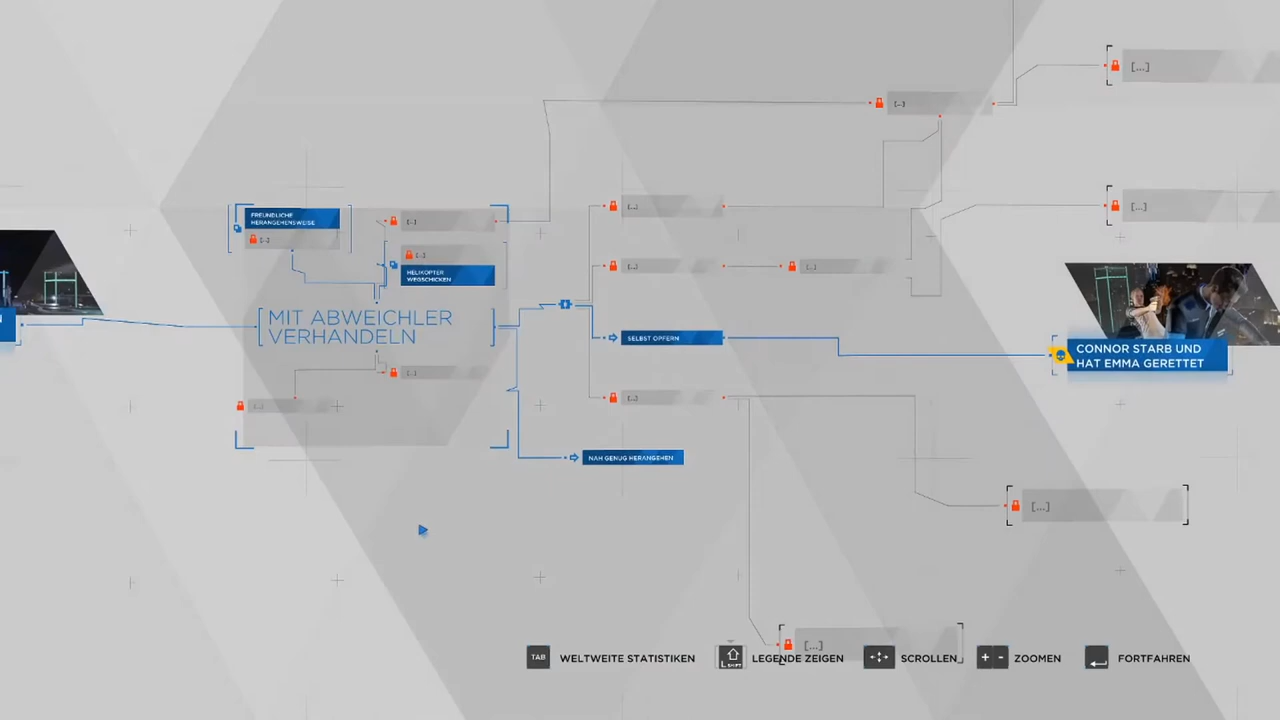 [...]
[...]
[...]
FREUNDLICHE
HERANGEHENSWEISE
[...]
[...]
[...]
HELIKOPTER
WEGSCHICKEN
[...]
[...]
[...]
N
MIT ABWEICHLER
VERHANDELN
SELBST OPFERN
CONNOR STARB UND
HAT EMMA GERETTET
[...]
[...]
[...]
NAH GENUG HERANGEHEN
[...]
[...]
TAB WELTWEITE STATISTIKEN
L SHIFT LEGENDE ZEIGEN
SCROLLEN
+ - ZOOMEN
FORTFAHREN